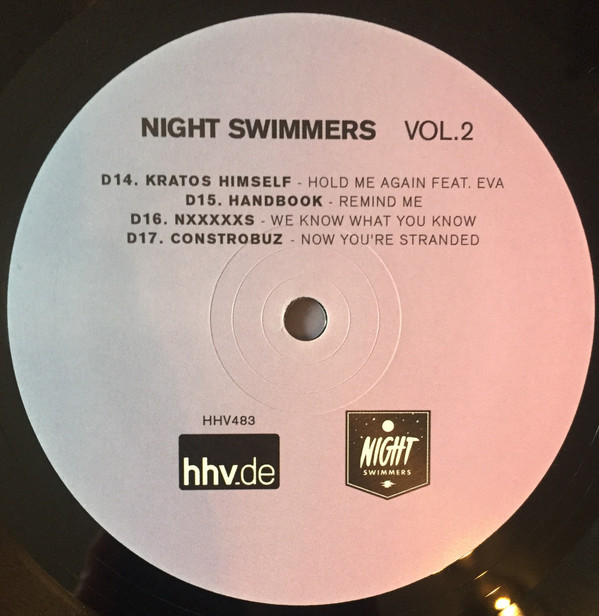 NIGHT SWIMMERS VOL.2
D14. KRATOS HIMSELF - HOLD ME AGAIN FEAT. EVA
D15. HANDBOOK - REMIND ME
D16. NXXXXXS - WE KNOW WHAT YOU KNOW
D17. CONSTROBUZ - NOW YOU'RE STRANDED
HHV483
hhv.de
NIGHT
SWIMMERS